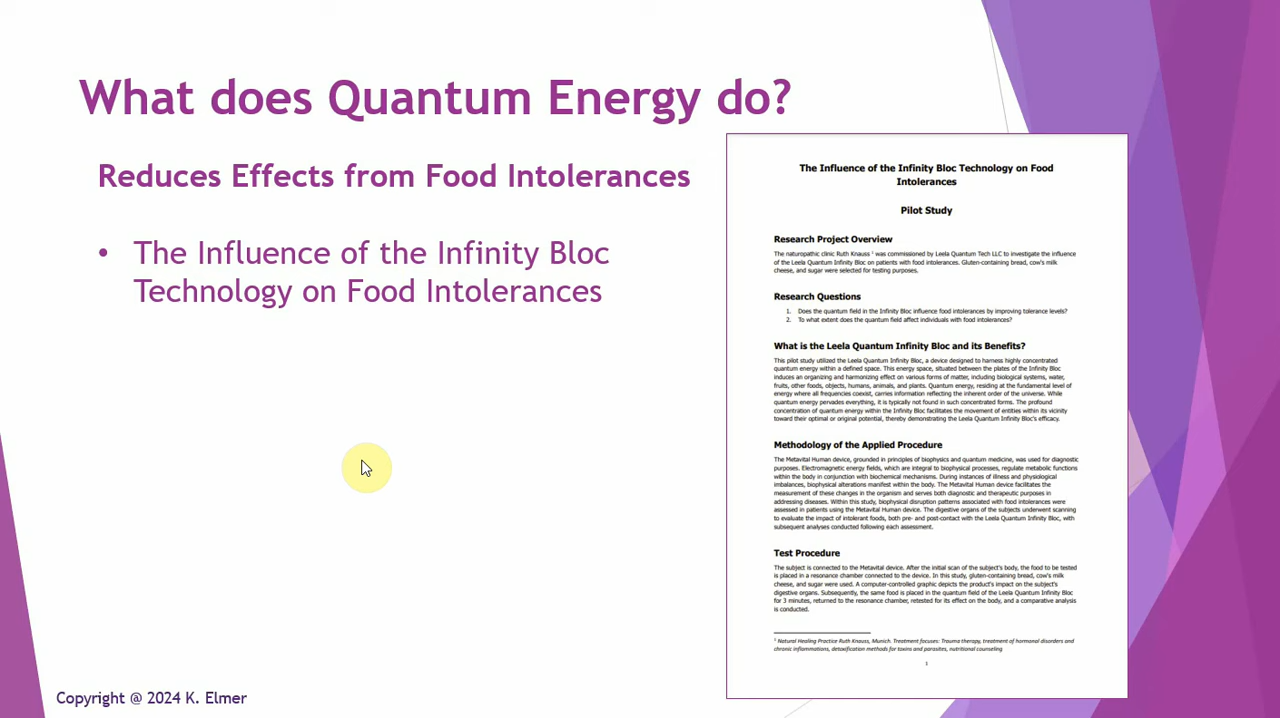 What does Quantum Energy do?
Reduces Effects from Food Intolerances
• The Influence of the Infinity Bloc
Technology on Food Intolerances
The Influence of the Infinity Bloc Technology on Food
Intolerances
Pilot Study
Research Project Overview
The naturopathic clinic Ruth Knauss ¹ was commissioned by Leela Quantum Tech LLC to investigate the influence
of the Leela Quantum Infinity Bloc on patients with food intolerances. Gluten-containing bread, cow's milk
cheese, and sugar were selected for testing purposes.
Research Questions
1. Does the quantum field in the Infinity Bloc influence food intolerances by improving tolerance levels?
2. To what extent does the quantum field affect individuals with food intolerances?
What is the Leela Quantum Infinity Bloc and its Benefits?
This pilot study utilized the Leela Quantum Infinity Bloc, a device designed to harness highly concentrated
quantum energy within a defined space. This energy space, situated between the plates of the Infinity Bloc
induces an organizing and harmonizing effect on various forms of matter, including biological systems, water,
fruits, other foods, objects, humans, animals, and plants. Quantum energy, residing at the fundamental level of
energy where all frequencies coexist, carries information reflecting the inherent order of the universe. While
quantum energy pervades everything, it is typically not found in such concentrated forms. The profound
concentration of quantum energy within the Infinity Bloc facilitates the movement of entities within its vicinity
toward their optimal or original potential, thereby demonstrating the Leela Quantum Infinity Bloc's efficacy.
Methodology of the Applied Procedure
The Metavital Human device, grounded in principles of biophysics and quantum medicine, was used for diagnostic
purposes. Electromagnetic energy fields, which are integral to biophysical processes, regulate metabolic functions
within the body in conjunction with biochemical mechanisms. During instances of illness and physiological
imbalances, biophysical alterations manifest within the body. The Metavital Human device facilitates the
measurement of these changes in the organism and serves both diagnostic and therapeutic purposes in
addressing diseases. Within this study, biophysical disruption patterns associated with food intolerances were
assessed in patients using the Metavital Human device. The digestive organs of the subjects underwent scanning
to evaluate the impact of intolerant foods, both pre- and post-contact with the Leela Quantum Infinity Bloc, with
subsequent analyses conducted following each assessment.
Test Procedure
The subject is connected to the Metavital device. After the initial scan of the subject's body, the food to be tested
is placed in a resonance chamber connected to the device. In this study, gluten-containing bread, cow's milk
cheese, and sugar were used. A computer-controlled graphic depicts the product's impact on the subject's
digestive organs. Subsequently, the same food is placed in the quantum field of the Leela Quantum Infinity Bloc
for 3 minutes, returned to the resonance chamber, retested for its effect on the body, and a comparative analysis
is conducted.
¹ Natural Healing Practice Ruth Knauss, Munich. Treatment focuses: Trauma therapy, treatment of hormonal disorders and
chronic inflammations, detoxification methods for toxins and parasites, nutritional counseling
1
Copyright @ 2024 K. Elmer